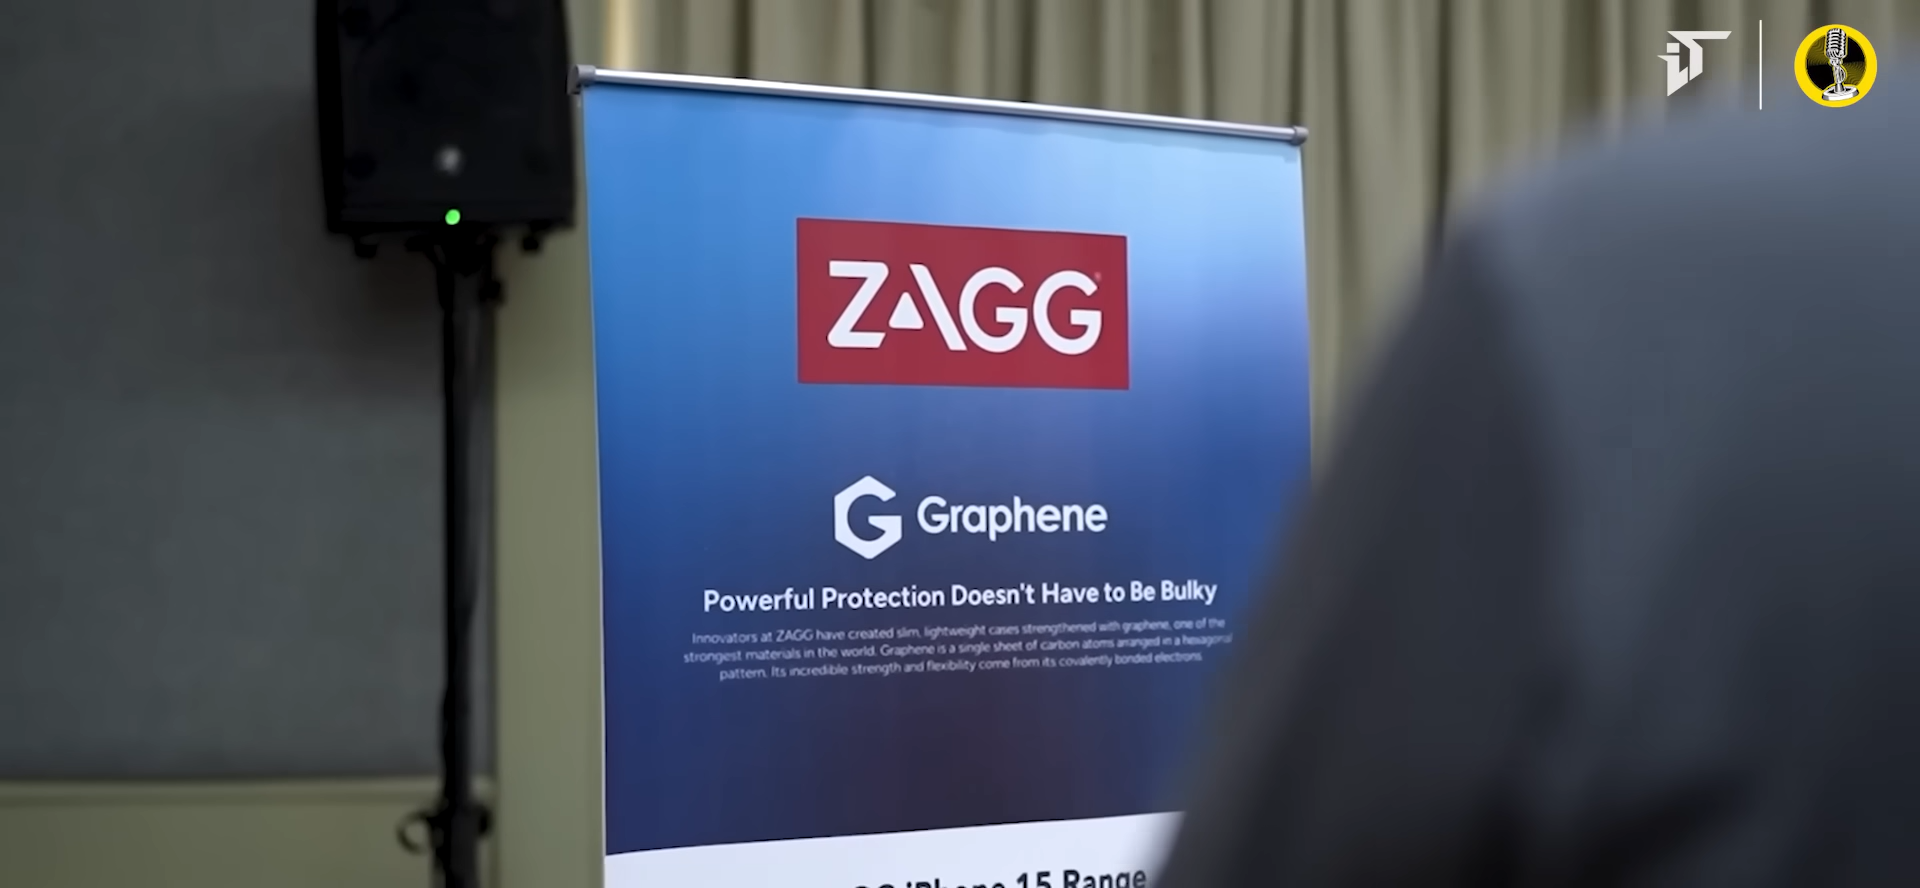 ZAGG
Graphene
Powerful Protection Doesn't Have to Be Bulky
Innovators at ZAGG have created slim, lightweight cases strengthened with graphene, one of the
strongest materials in the world. Graphene is a single sheet of carbon atoms arranged in a hexagonal
pattern. Its incredible strength and flexibility come from its covalently bonded electrons
iPhone 15 Range